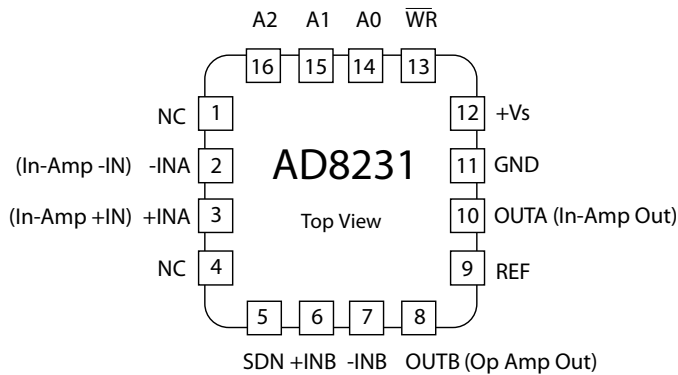 A2 A1 A0 W̅R̅
16 15 14 13
NC 1 12 +Vs
(In-Amp -IN) -INA 2 AD8231 11 GND
(In-Amp +IN) +INA 3 Top View 10 OUTA (In-Amp Out)
NC 4 9 REF
5 6 7 8
SDN +INB -INB OUTB (Op Amp Out)